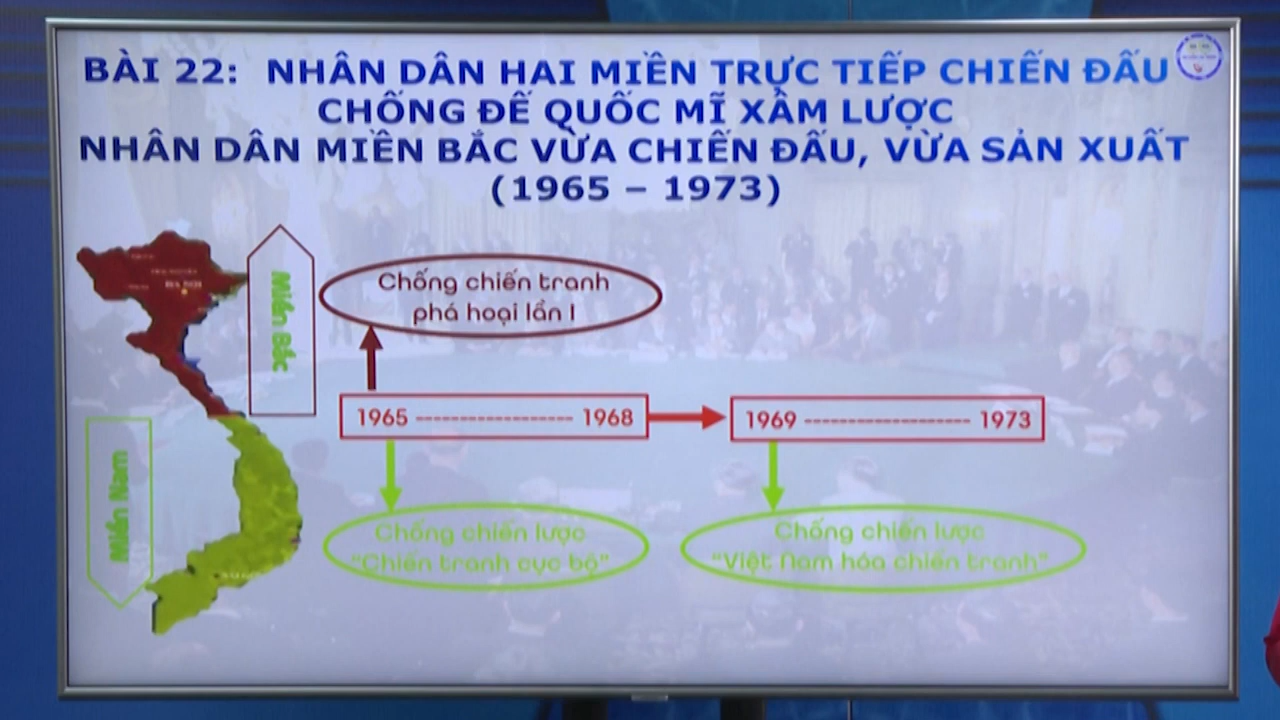 BÀI 22: NHÂN DÂN HAI MIỀN TRỰC TIẾP CHIẾN ĐẤU
CHỐNG ĐẾ QUỐC MĨ XÂM LƯỢC
NHÂN DÂN MIỀN BẮC VỪA CHIẾN ĐẤU, VỪA SẢN XUẤT
(1965 – 1973)
Miền Bắc
Chống chiến tranh
phá hoại lần I
1965 ------------------ 1968
1969 ------------------- 1973
Miền Nam
Chống chiến lược
“Chiến tranh cục bộ”
Chống chiến lược
“Việt Nam hóa chiến tranh”